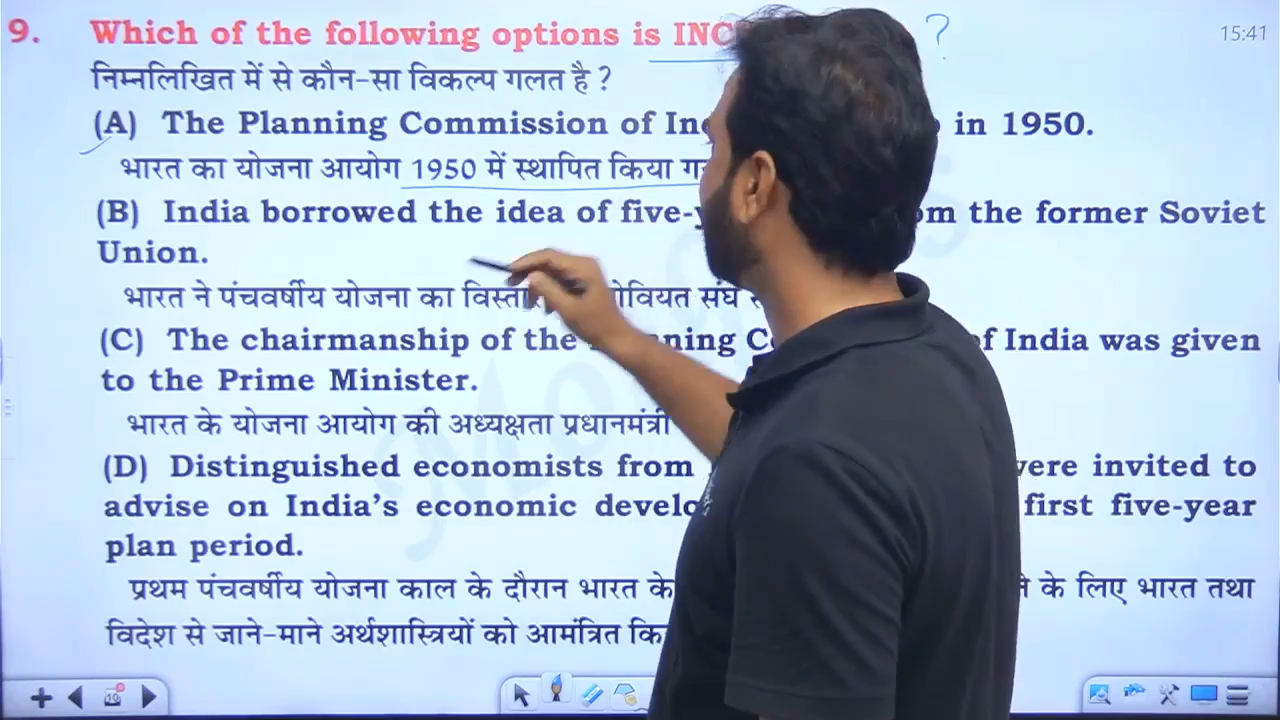 9. Which of the following options is INC ?
15:41
निम्नलिखित में से कौन-सा विकल्प गलत है ?
(A) The Planning Commission of in 1950.
भारत का योजना आयोग 1950 में स्थापित किया
(B) India borrowed the idea of five- the former Soviet
Union.
भारत ने पंचवर्षीय योजना का सोवियत संघ
(C) The chairmanship of the of India was given
to the Prime Minister.
भारत के योजना आयोग की अध्यक्षता प्रधानमंत्री
(D) Distinguished economists from were invited to
advise on India's economic first five-year
plan period.
प्रथम पंचवर्षीय योजना काल के दौरान भारत के के लिए भारत तथा
विदेश से जाने-माने अर्थशास्त्रियों को आमंत्रित
10